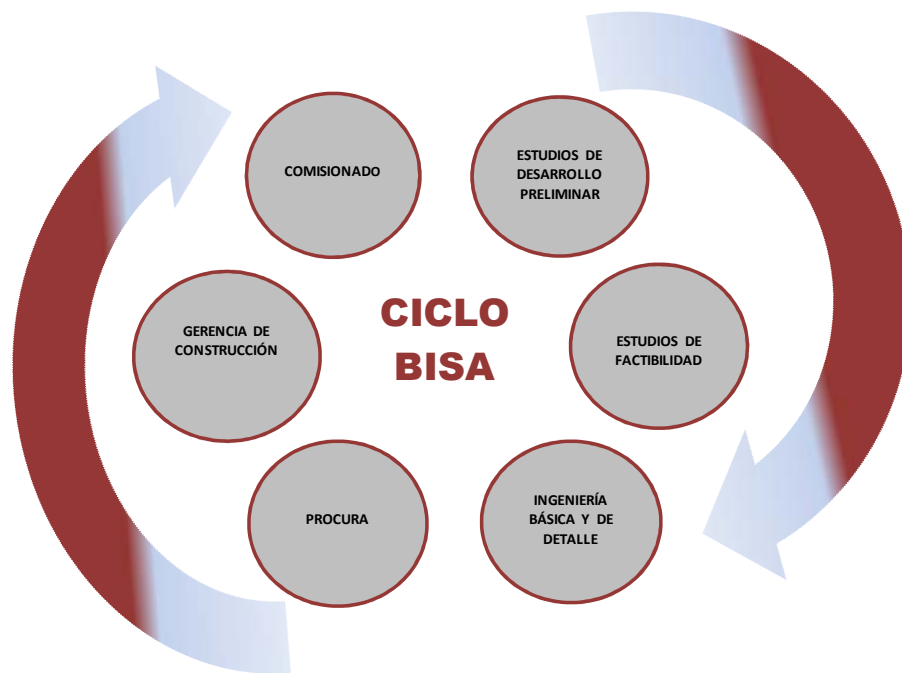 COMISIONADO
ESTUDIOS DE
DESARROLLO
PRELIMINAR
CICLO
BISA
GERENCIA DE
CONSTRUCCIÓN
ESTUDIOS DE
FACTIBILIDAD
PROCURA
INGENIERÍA
BÁSICA Y DE
DETALLE